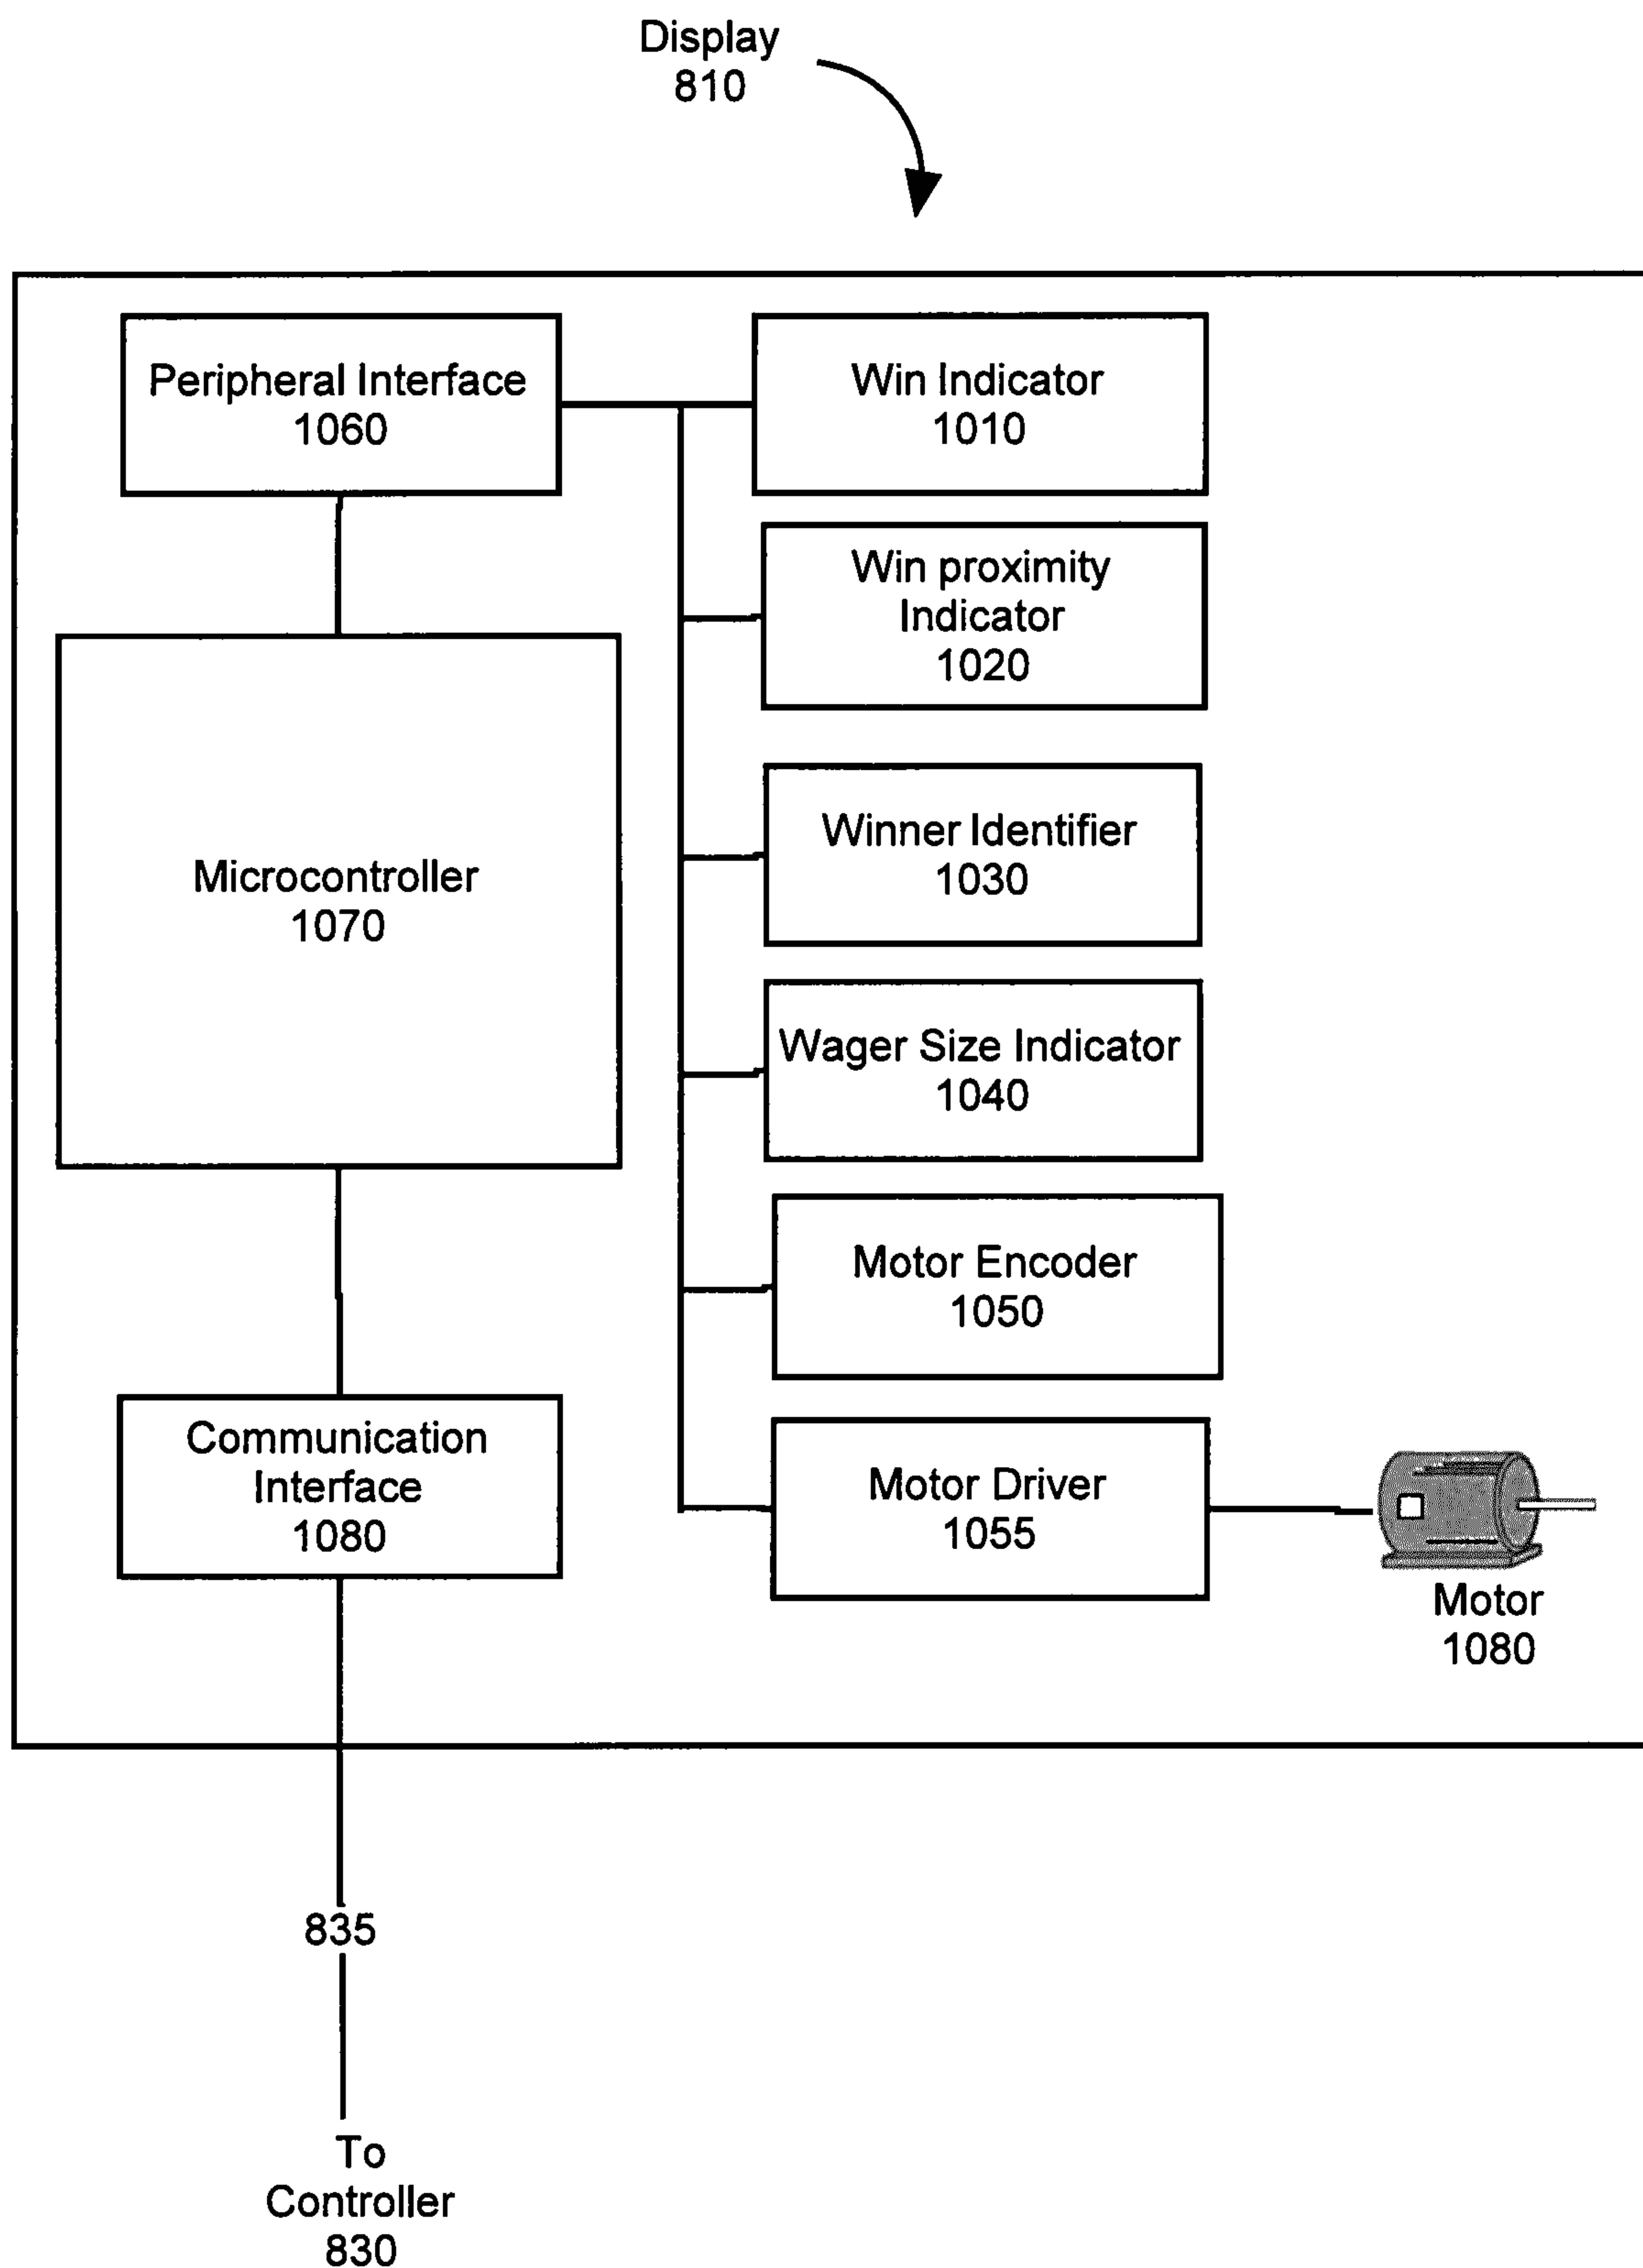 Display
810
Peripheral Interface
1060
Win Indicator
1010
Win proximity
Indicator
1020
Winner Identifier
1030
Microcontroller
1070
Wager Size Indicator
1040
Motor Encoder
1050
Communication
Interface
1080
Motor Driver
1055
Motor
1080
835
To
Controller
830